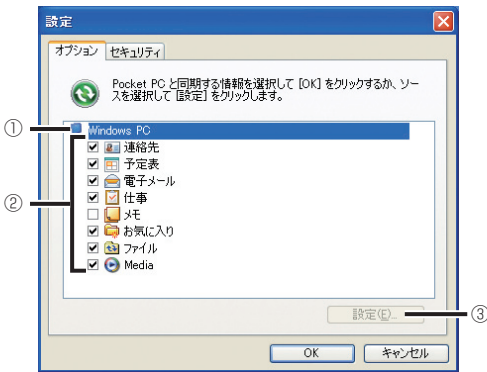 設定
オプション セキュリティ
Pocket PC と同期する情報を選択して [OK] をクリックするか、ソー
スを選択して [設定] をクリックします。
① Windows PC
連絡先
予定表
電子メール
② 仕事
メモ
お気に入り
ファイル
Media
設定(E)... ③
OK キャンセル